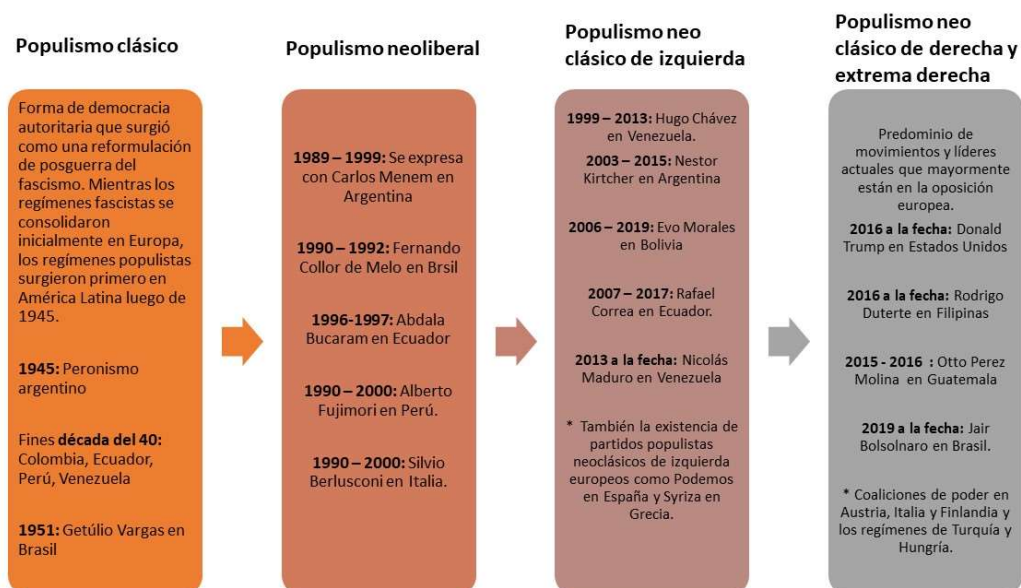 Populismo clásico
Forma de democracia
autoritaria que surgió
como una reformulación
de posguerra del
fascismo. Mientras los
regímenes fascistas se
consolidaron
inicialmente en Europa,
los regímenes populistas
surgieron primero en
América Latina luego de
1945.
1945: Peronismo
argentino
Fines década del 40:
Colombia, Ecuador,
Perú, Venezuela
1951: Getúlio Vargas en
Brasil
Populismo neoliberal
1989 – 1999: Se expresa
con Carlos Menem en
Argentina
1990 – 1992: Fernando
Collor de Melo en Brsil
1996-1997: Abdala
Bucaram en Ecuador
1990 – 2000: Alberto
Fujimori en Perú.
1990 – 2000: Silvio
Berlusconi en Italia.
Populismo neo
clásico de izquierda
1999 – 2013: Hugo Chávez
en Venezuela.
2003 – 2015: Nestor
Kirtcher en Argentina
2006 – 2019: Evo Morales
en Bolivia
2007 – 2017: Rafael
Correa en Ecuador.
2013 a la fecha: Nicolás
Maduro en Venezuela
* También la existencia de
partidos populistas
neoclásicos de izquierda
europeos como Podemos
en España y Syriza en
Grecia.
Populismo neo
clásico de derecha y
extrema derecha
Predominio de
movimientos y líderes
actuales que mayormente
están en la oposición
europea.
2016 a la fecha: Donald
Trump en Estados Unidos
2016 a la fecha: Rodrigo
Duterte en Filipinas
2015 - 2016 : Otto Perez
Molina en Guatemala
2019 a la fecha: Jair
Bolsolnaro en Brasil.
* Coaliciones de poder en
Austria, Italia y Finlandia y
los regímenes de Turquía y
Hungría.